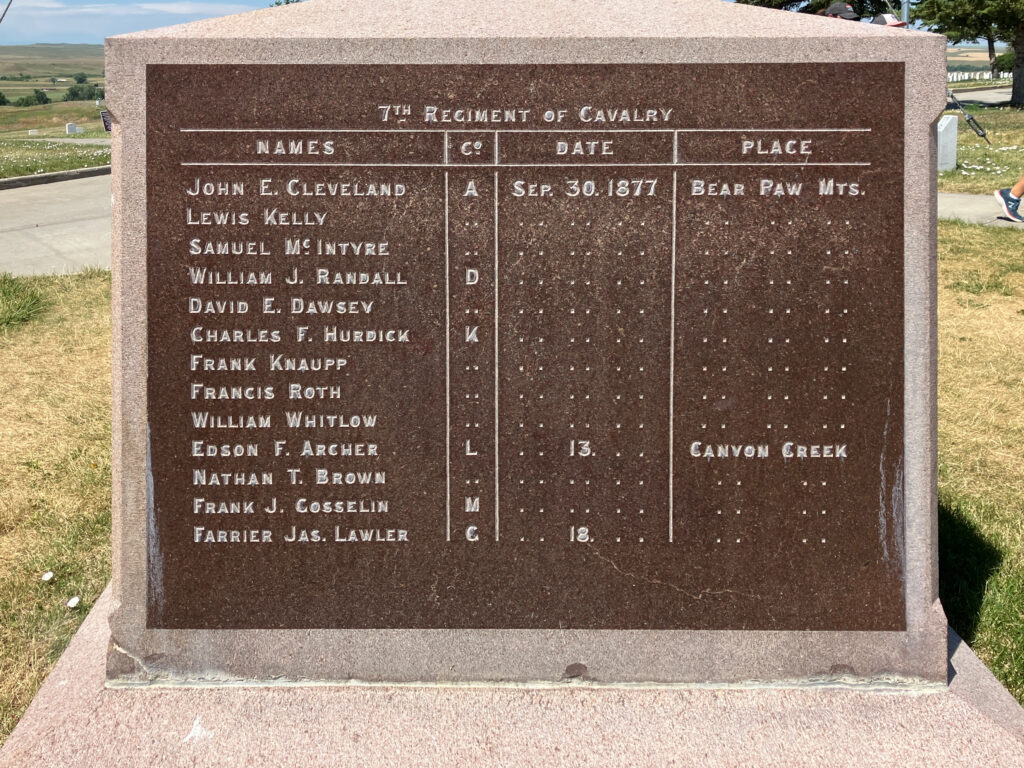 7TH REGIMENT OF CAVALRY
NAMES Co DATE PLACE
JOHN E. CLEVELAND A SEP. 30. 1877 BEAR PAW MTS.
LEWIS KELLY .. .. .. .. .. .. ..
SAMUEL McINTYRE .. .. .. .. .. .. ..
WILLIAM J. RANDALL D .. .. .. .. .. ..
DAVID E. DAWSEY .. .. .. .. .. .. ..
CHARLES F. HURDICK K .. .. .. .. .. ..
FRANK KNAUPP .. .. .. .. .. .. ..
FRANCIS ROTH .. .. .. .. .. .. ..
WILLIAM WHITLOW .. .. .. .. .. .. ..
EDSON F. ARCHER L .. 13. .. CANYON CREEK
NATHAN T. BROWN .. .. .. .. .. ..
FRANK J. GOSSELIN M .. .. .. .. ..
FARRIER JAS. LAWLER G .. 18. .. .. ..